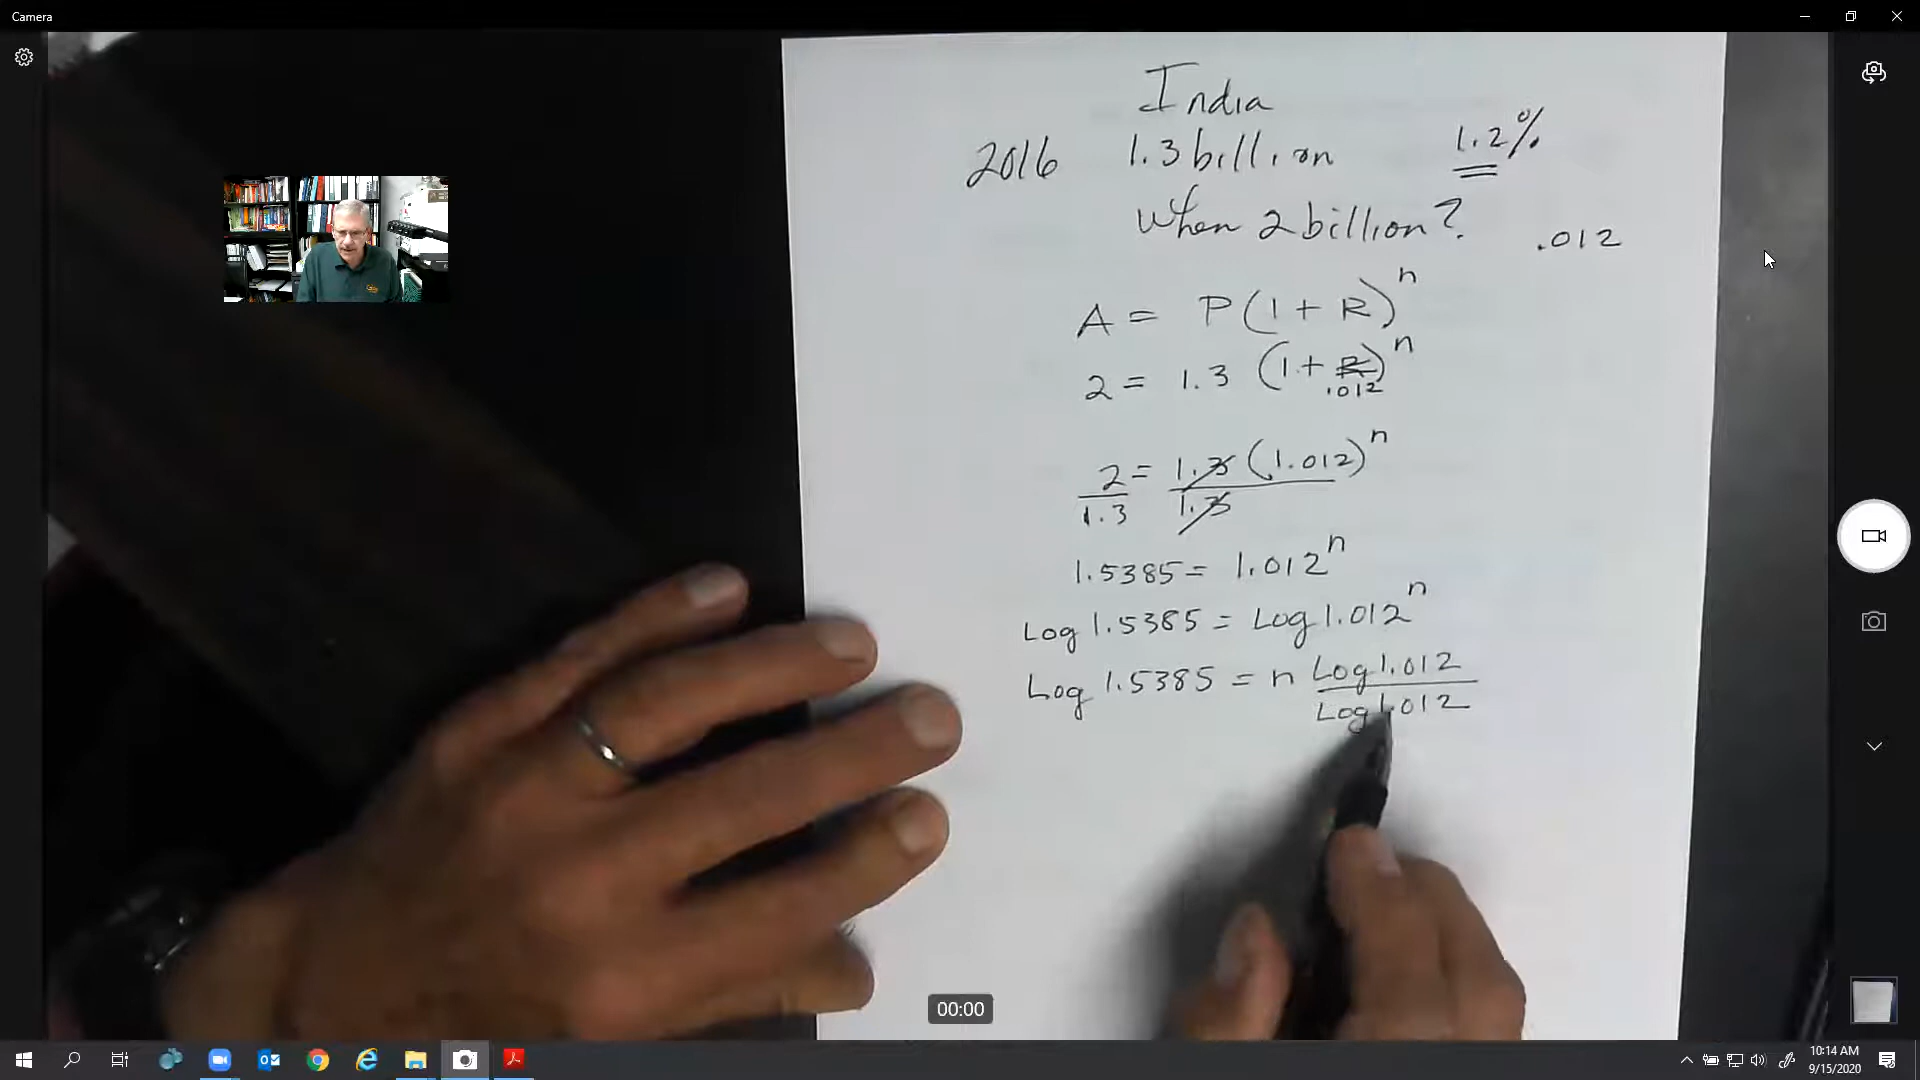 Camera
India
2016 1.3 billion 1.2%
When 2 billion?
.012
A = P(1 + R)^n
2 = 1.3 (1 + R)^n
.012
2 = 1.3 (1.012)^n
1.3 1.3
1.5385 = 1.012^n
Log 1.5385 = Log 1.012^n
Log 1.5385 = n Log 1.012
Log 1.012
00:00
10:14 AM
9/15/2020